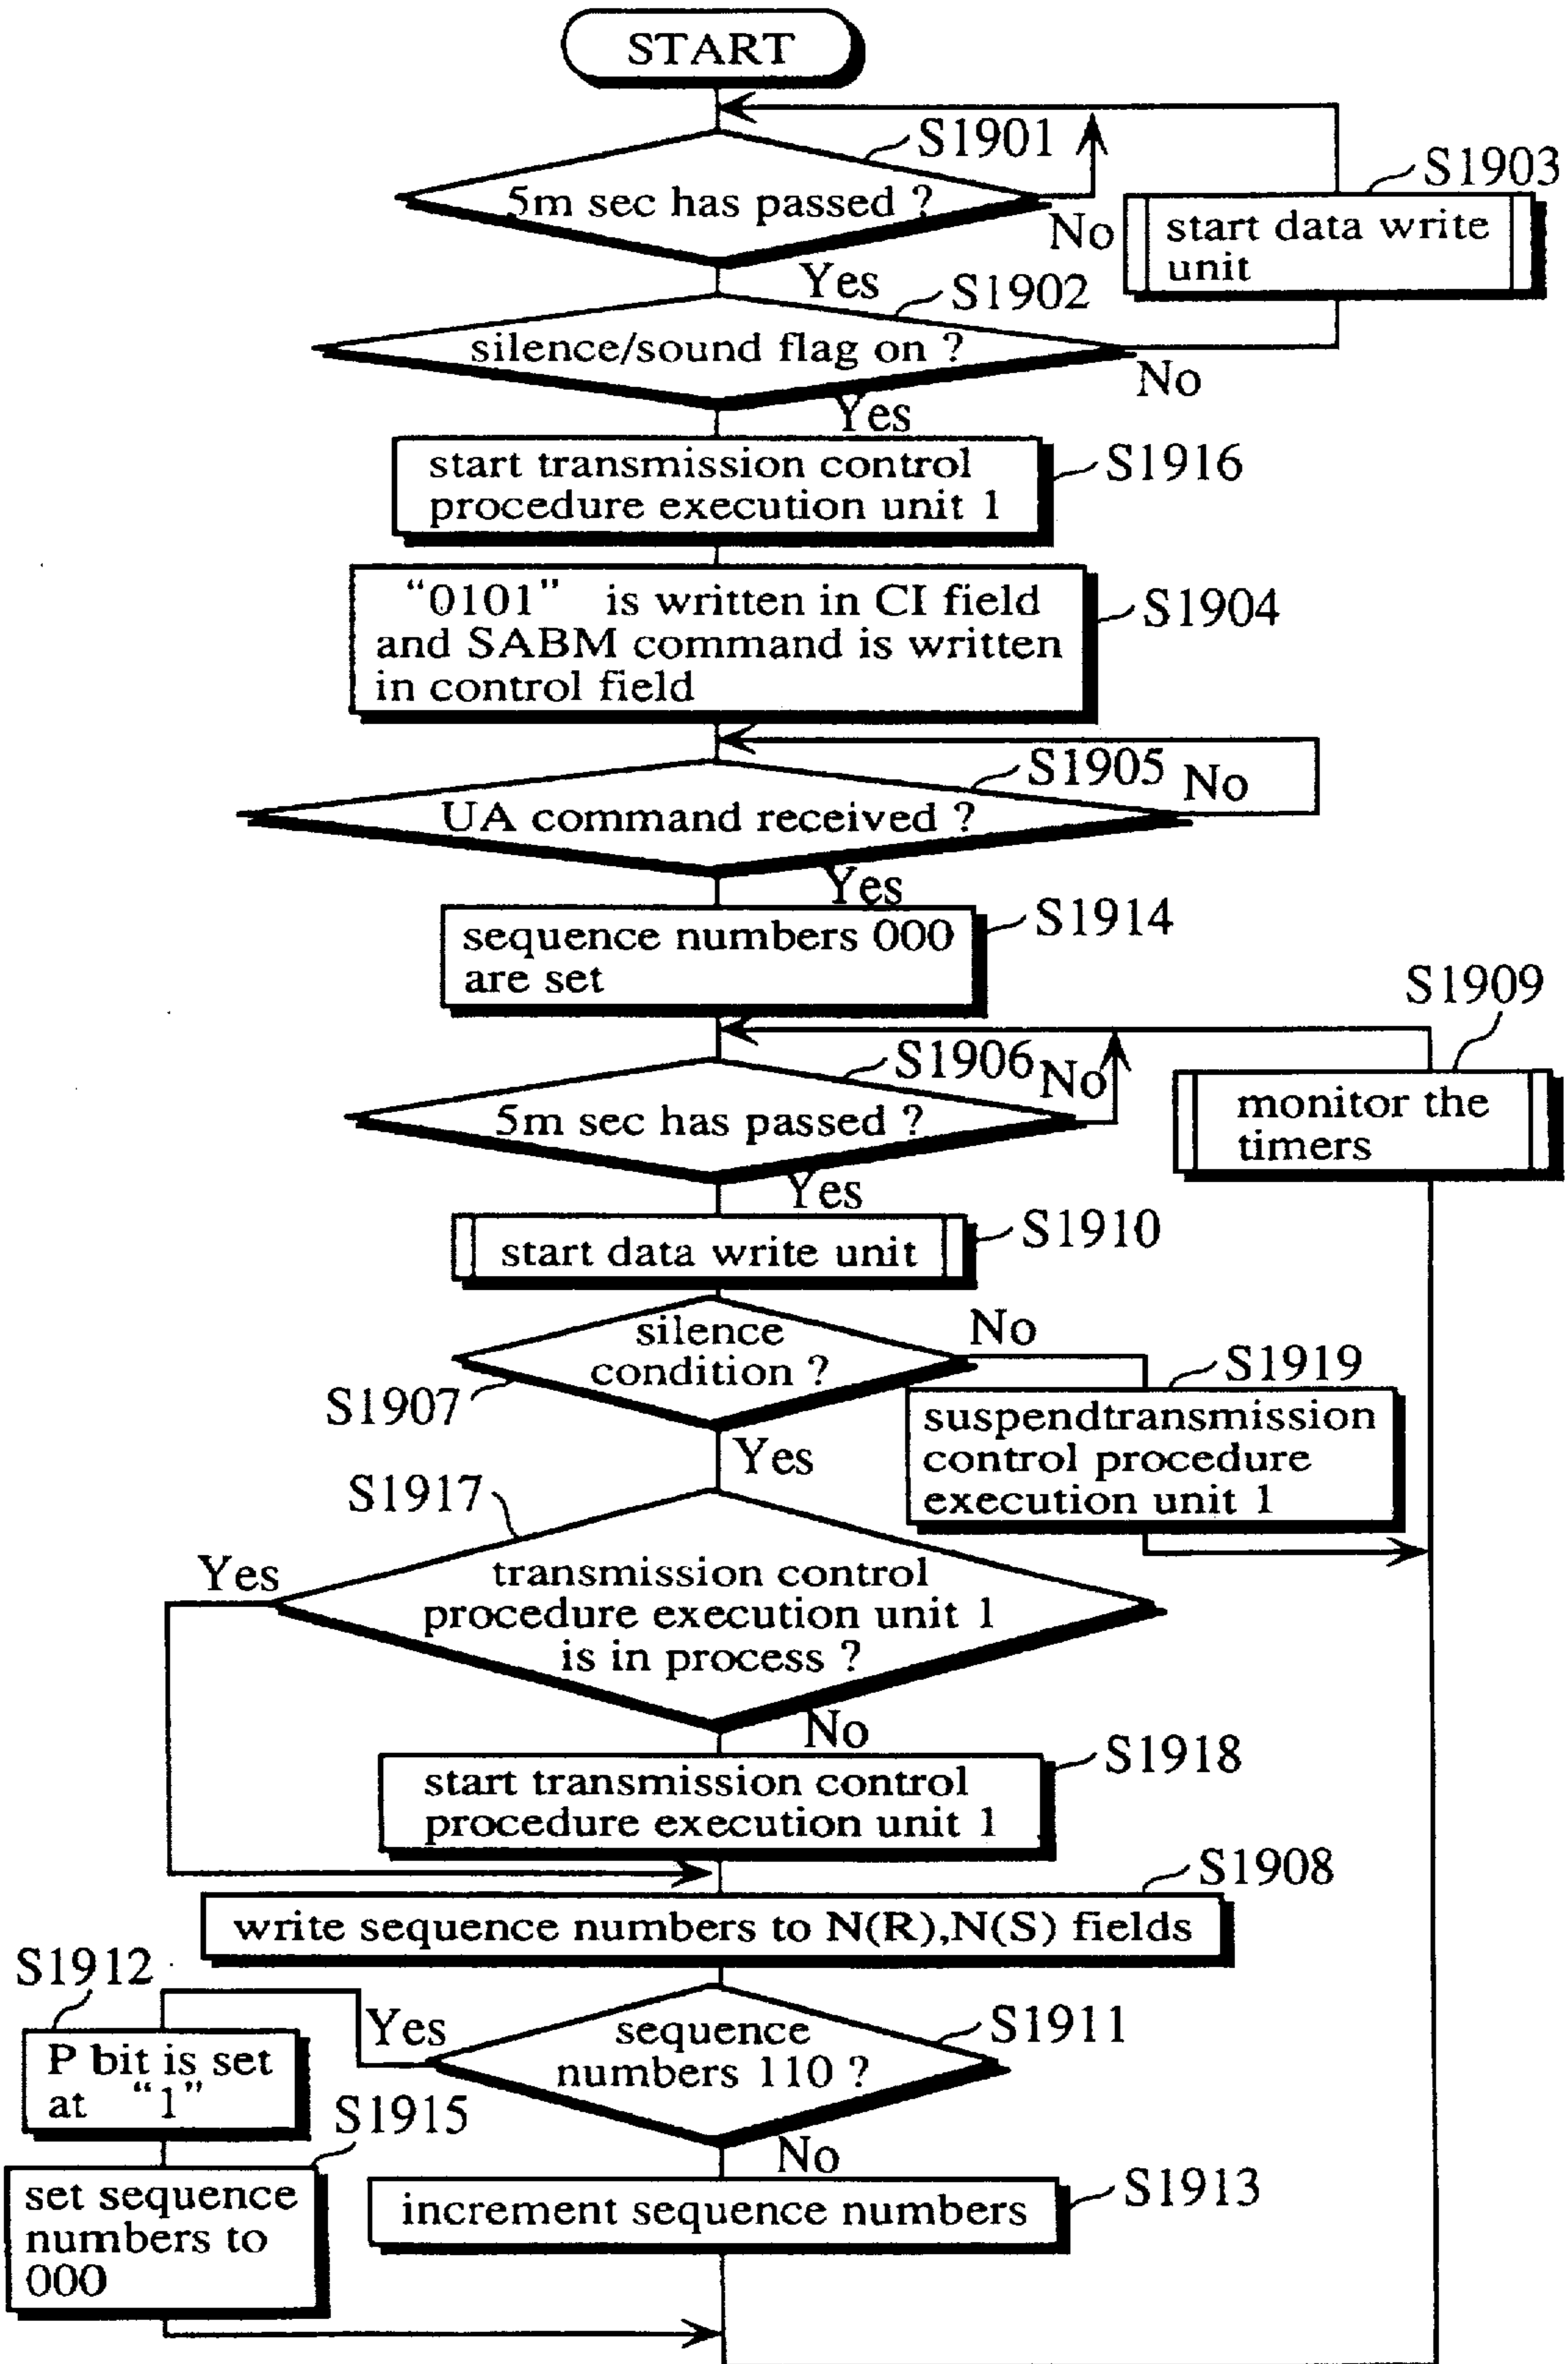 START
S1901
5m sec has passed ?
No
Yes
S1903
start data write
unit
S1902
silence/sound flag on ?
No
Yes
start transmission control
procedure execution unit 1
S1916
“0101” is written in CI field
and SABM command is written
in control field
S1904
S1905
No
UA command received ?
Yes
sequence numbers 000
are set
S1914
S1909
monitor the
timers
S1906
No
5m sec has passed ?
Yes
start data write unit
S1910
silence
condition ?
No
S1907
Yes
S1919
suspendtransmission
control procedure
execution unit 1
S1917
Yes
transmission control
procedure execution unit 1
is in process ?
No
start transmission control
procedure execution unit 1
S1918
S1908
write sequence numbers to N(R),N(S) fields
S1912
P bit is set
at “1”
Yes
sequence
numbers 110 ?
S1911
No
S1915
set sequence
numbers to
000
increment sequence numbers
S1913